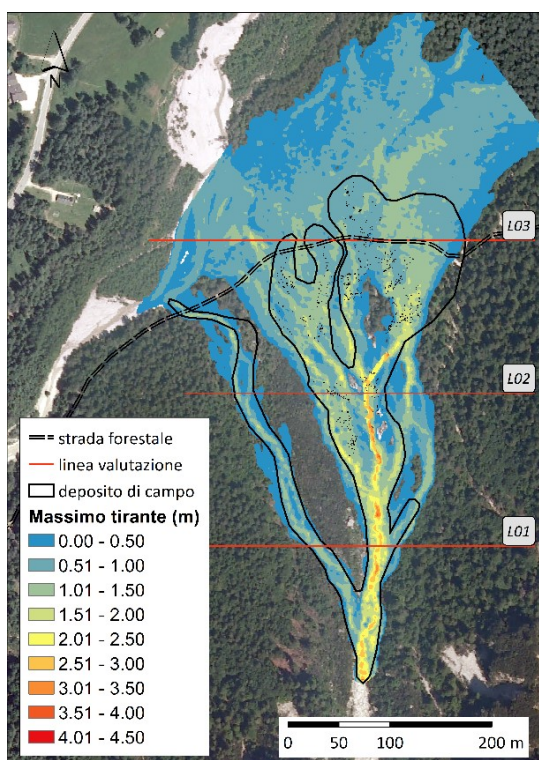 N
L03
L02
L01
strada forestale
linea valutazione
deposito di campo
Massimo tirante (m)
0.00 - 0.50
0.51 - 1.00
1.01 - 1.50
1.51 - 2.00
2.01 - 2.50
2.51 - 3.00
3.01 - 3.50
3.51 - 4.00
4.01 - 4.50
0 50 100 200 m